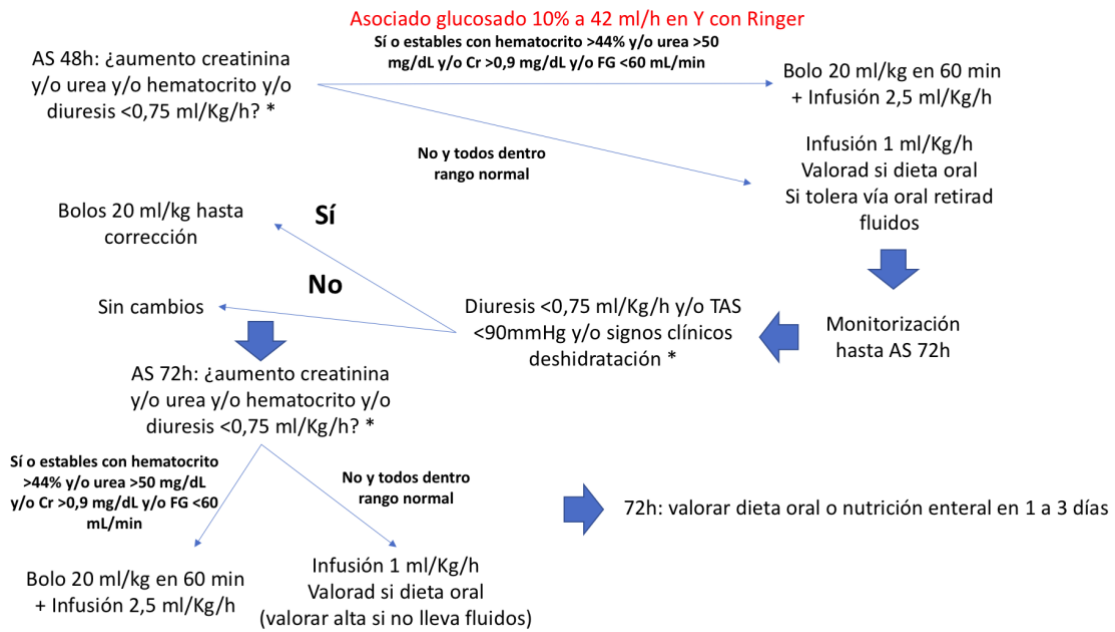 Asociado glucosado 10% a 42 ml/h en Y con Ringer
Sí o estables con hematocrito >44% y/o urea >50
mg/dL y/o Cr >0,9 mg/dL y/o FG <60 mL/min
AS 48h: ¿aumento creatinina
y/o urea y/o hematocrito y/o
diuresis <0,75 ml/Kg/h? *
Bolo 20 ml/kg en 60 min
+ Infusión 2,5 ml/Kg/h
No y todos dentro
rango normal
Infusión 1 ml/Kg/h
Valorad si dieta oral
Si tolera vía oral retirad
fluidos
Bolos 20 ml/kg hasta
corrección
Sí
No
Sin cambios
Diuresis <0,75 ml/Kg/h y/o TAS
<90mmHg y/o signos clínicos
deshidratación *
Monitorización
hasta AS 72h
AS 72h: ¿aumento creatinina
y/o urea y/o hematocrito y/o
diuresis <0,75 ml/Kg/h? *
Sí o estables con hematocrito
>44% y/o urea >50 mg/dL
y/o Cr >0,9 mg/dL y/o FG <60
mL/min
No y todos dentro
rango normal
72h: valorar dieta oral o nutrición enteral en 1 a 3 días
Bolo 20 ml/kg en 60 min
+ Infusión 2,5 ml/Kg/h
Infusión 1 ml/Kg/h
Valorad si dieta oral
(valorar alta si no lleva fluidos)